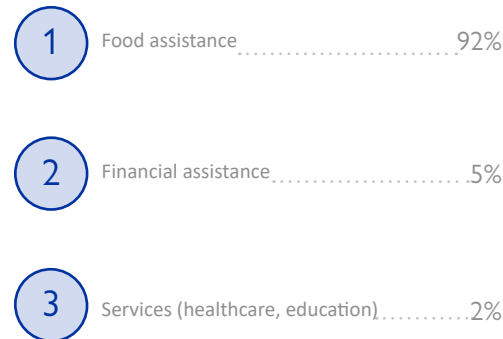 1 Food assistance 92%
2 Financial assistance 5%
3 Services (healthcare, education) 2%